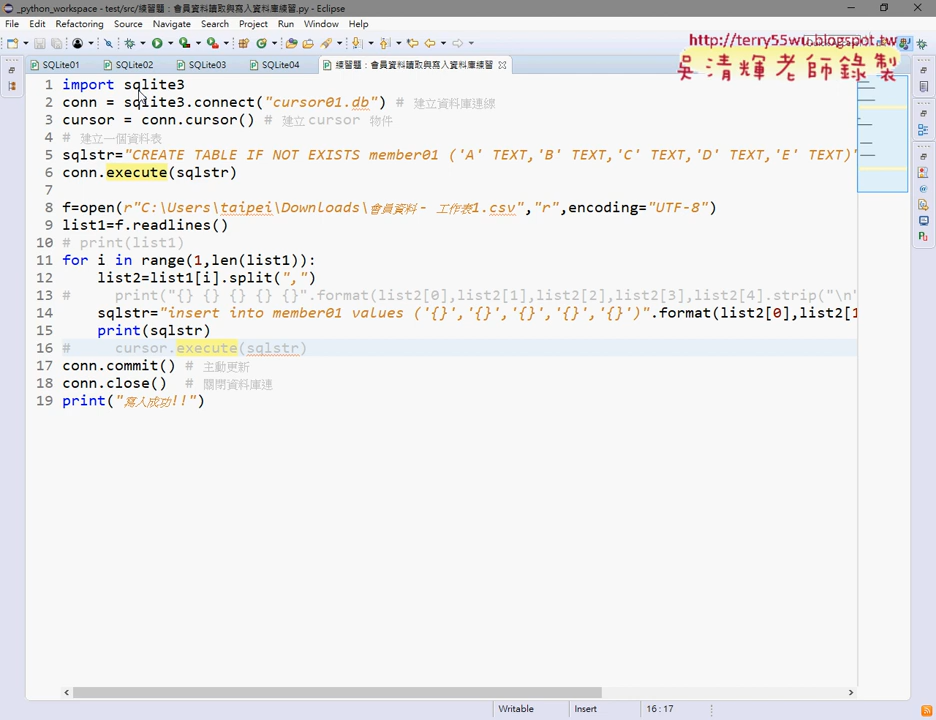 _python_workspace - test/src/練習題：會員資料讀取與寫入資料庫練習.py - Eclipse
File Edit Refactoring Source Navigate Search Project Run Window Help
http://terry55wu.blogspot.tw
吳清輝老師錄製
SQLite01 SQLite02 SQLite03 SQLite04 練習題：會員資料讀取與寫入資料庫練習
1 import sqlite3
2 conn = sqlite3.connect("cursor01.db") # 建立資料庫連線
3 cursor = conn.cursor() # 建立 cursor 物件
4 # 建立一個資料表
5 sqlstr="CREATE TABLE IF NOT EXISTS member01 ('A' TEXT,'B' TEXT,'C' TEXT,'D' TEXT,'E' TEXT)"
6 conn.execute(sqlstr)
7
8 f=open(r"C:\Users\taipei\Downloads\會員資料 - 工作表1.csv","r",encoding="UTF-8")
9 list1=f.readlines()
10 # print(list1)
11 for i in range(1,len(list1)):
12 list2=list1[i].split(",")
13 # print("{} {} {} {} {}".format(list2[0],list2[1],list2[2],list2[3],list2[4].strip("\n"
14 sqlstr="insert into member01 values ('{}','{}','{}','{}','{}')".format(list2[0],list2[1
15 print(sqlstr)
16 # cursor.execute(sqlstr)
17 conn.commit() # 主動更新
18 conn.close() # 關閉資料庫連
19 print("寫入成功!!")
Writable Insert 16 : 17